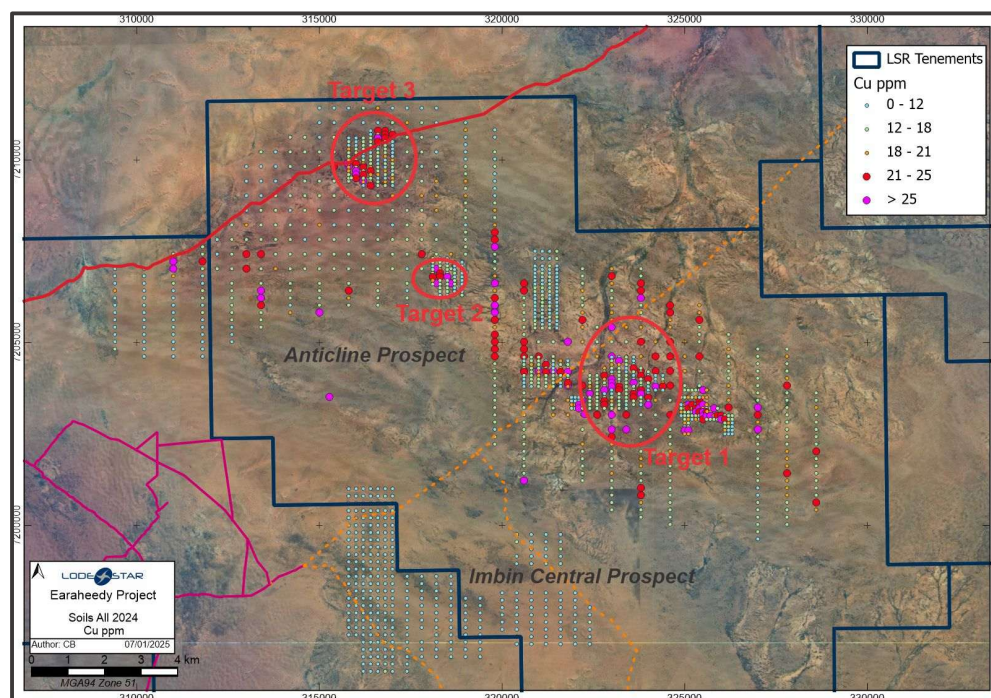 310000 315000 320000 325000 330000
LSR Tenements
Cu ppm
0 - 12
12 - 18
18 - 21
21 - 25
> 25
Target 3
7210000
7210000
Target 2
7205000
7205000
Anticline Prospect
Target 1
7200000
7200000
Imbin Central Prospect
LODESTAR
Earaheedy Project
Soils All 2024
Cu ppm
Author: CB 07/01/2025
0 1 2 3 4 km
MGA94 Zone 51
310000 315000 320000 325000 330000